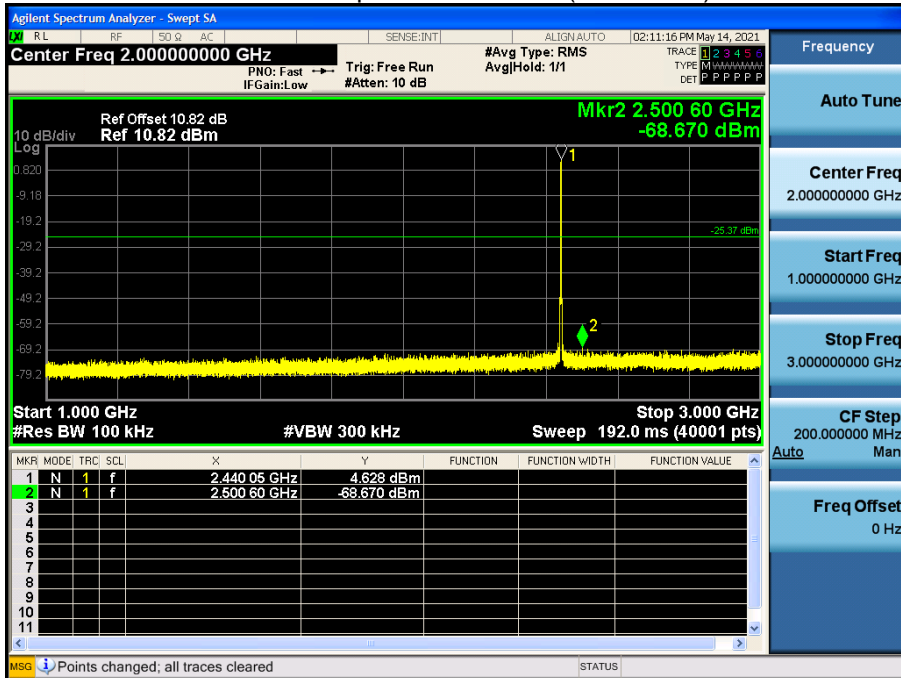 Agilent Spectrum Analyzer - Swept SA
LXI RL RF 50 Ω AC SENSE:INT ALIGN AUTO 02:11:16 PM May 14, 2021
Center Freq 2.000000000 GHz
PNO: Fast
IFGain:Low
Trig: Free Run
#Atten: 10 dB
#Avg Type: RMS
Avg|Hold: 1/1
TRACE 1 2 3 4 5 6
TYPE M WWWWW
DET P P P P P P
Frequency
Mkr2 2.500 60 GHz
-68.670 dBm
Ref Offset 10.82 dB
10 dB/div Ref 10.82 dBm
Log
0.820
-9.18
-19.2
-29.2
-39.2
-49.2
-59.2
-69.2
-79.2
1
-25.37 dBm
2
Start 1.000 GHz Stop 3.000 GHz
#Res BW 100 kHz #VBW 300 kHz Sweep 192.0 ms (40001 pts)
MKR MODE TRC SCL X Y FUNCTION FUNCTION WIDTH FUNCTION VALUE
1 N 1 f 2.440 05 GHz 4.628 dBm
2 N 1 f 2.500 60 GHz -68.670 dBm
3
4
5
6
7
8
9
10
11
Auto Tune
Center Freq
2.000000000 GHz
Start Freq
1.000000000 GHz
Stop Freq
3.000000000 GHz
CF Step
200.000000 MHz
Auto Man
Freq Offset
0 Hz
MSG Points changed; all traces cleared STATUS